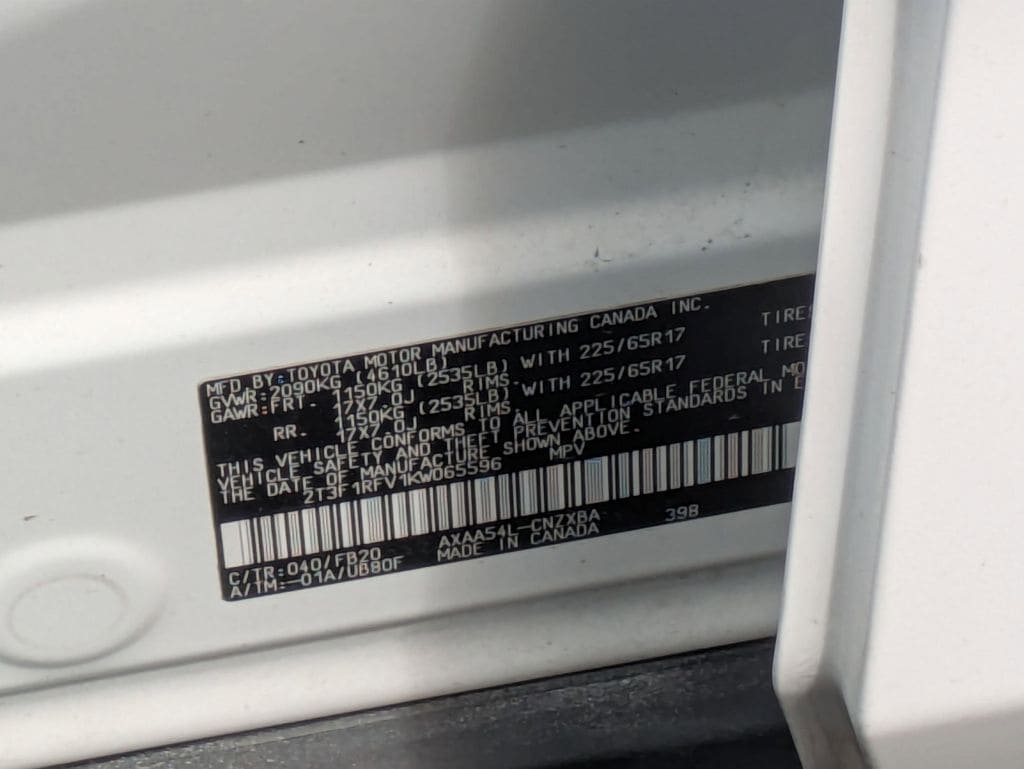 MFD BY: TOYOTA MOTOR MANUFACTURING CANADA INC.
GVWR: 2090KG (4610LB)
GAWR: FRT- 1150KG (2535LB) WITH 225/65R17 TIRE
17X7.0J RIMS.
RR. 1150KG (2535LB) WITH 225/65R17 TIRE
17X7.0J RIMS.
THIS VEHICLE CONFORMS TO ALL APPLICABLE FEDERAL MO
VEHICLE SAFETY AND THEFT PREVENTION STANDARDS IN E
THE DATE OF MANUFACTURE SHOWN ABOVE.
2T3F1RFV1KW065596 MPV
C/TR: 040/FB20 AXAA54L-CNZXBA 398
A/TM: -01A/UB80F MADE IN CANADA